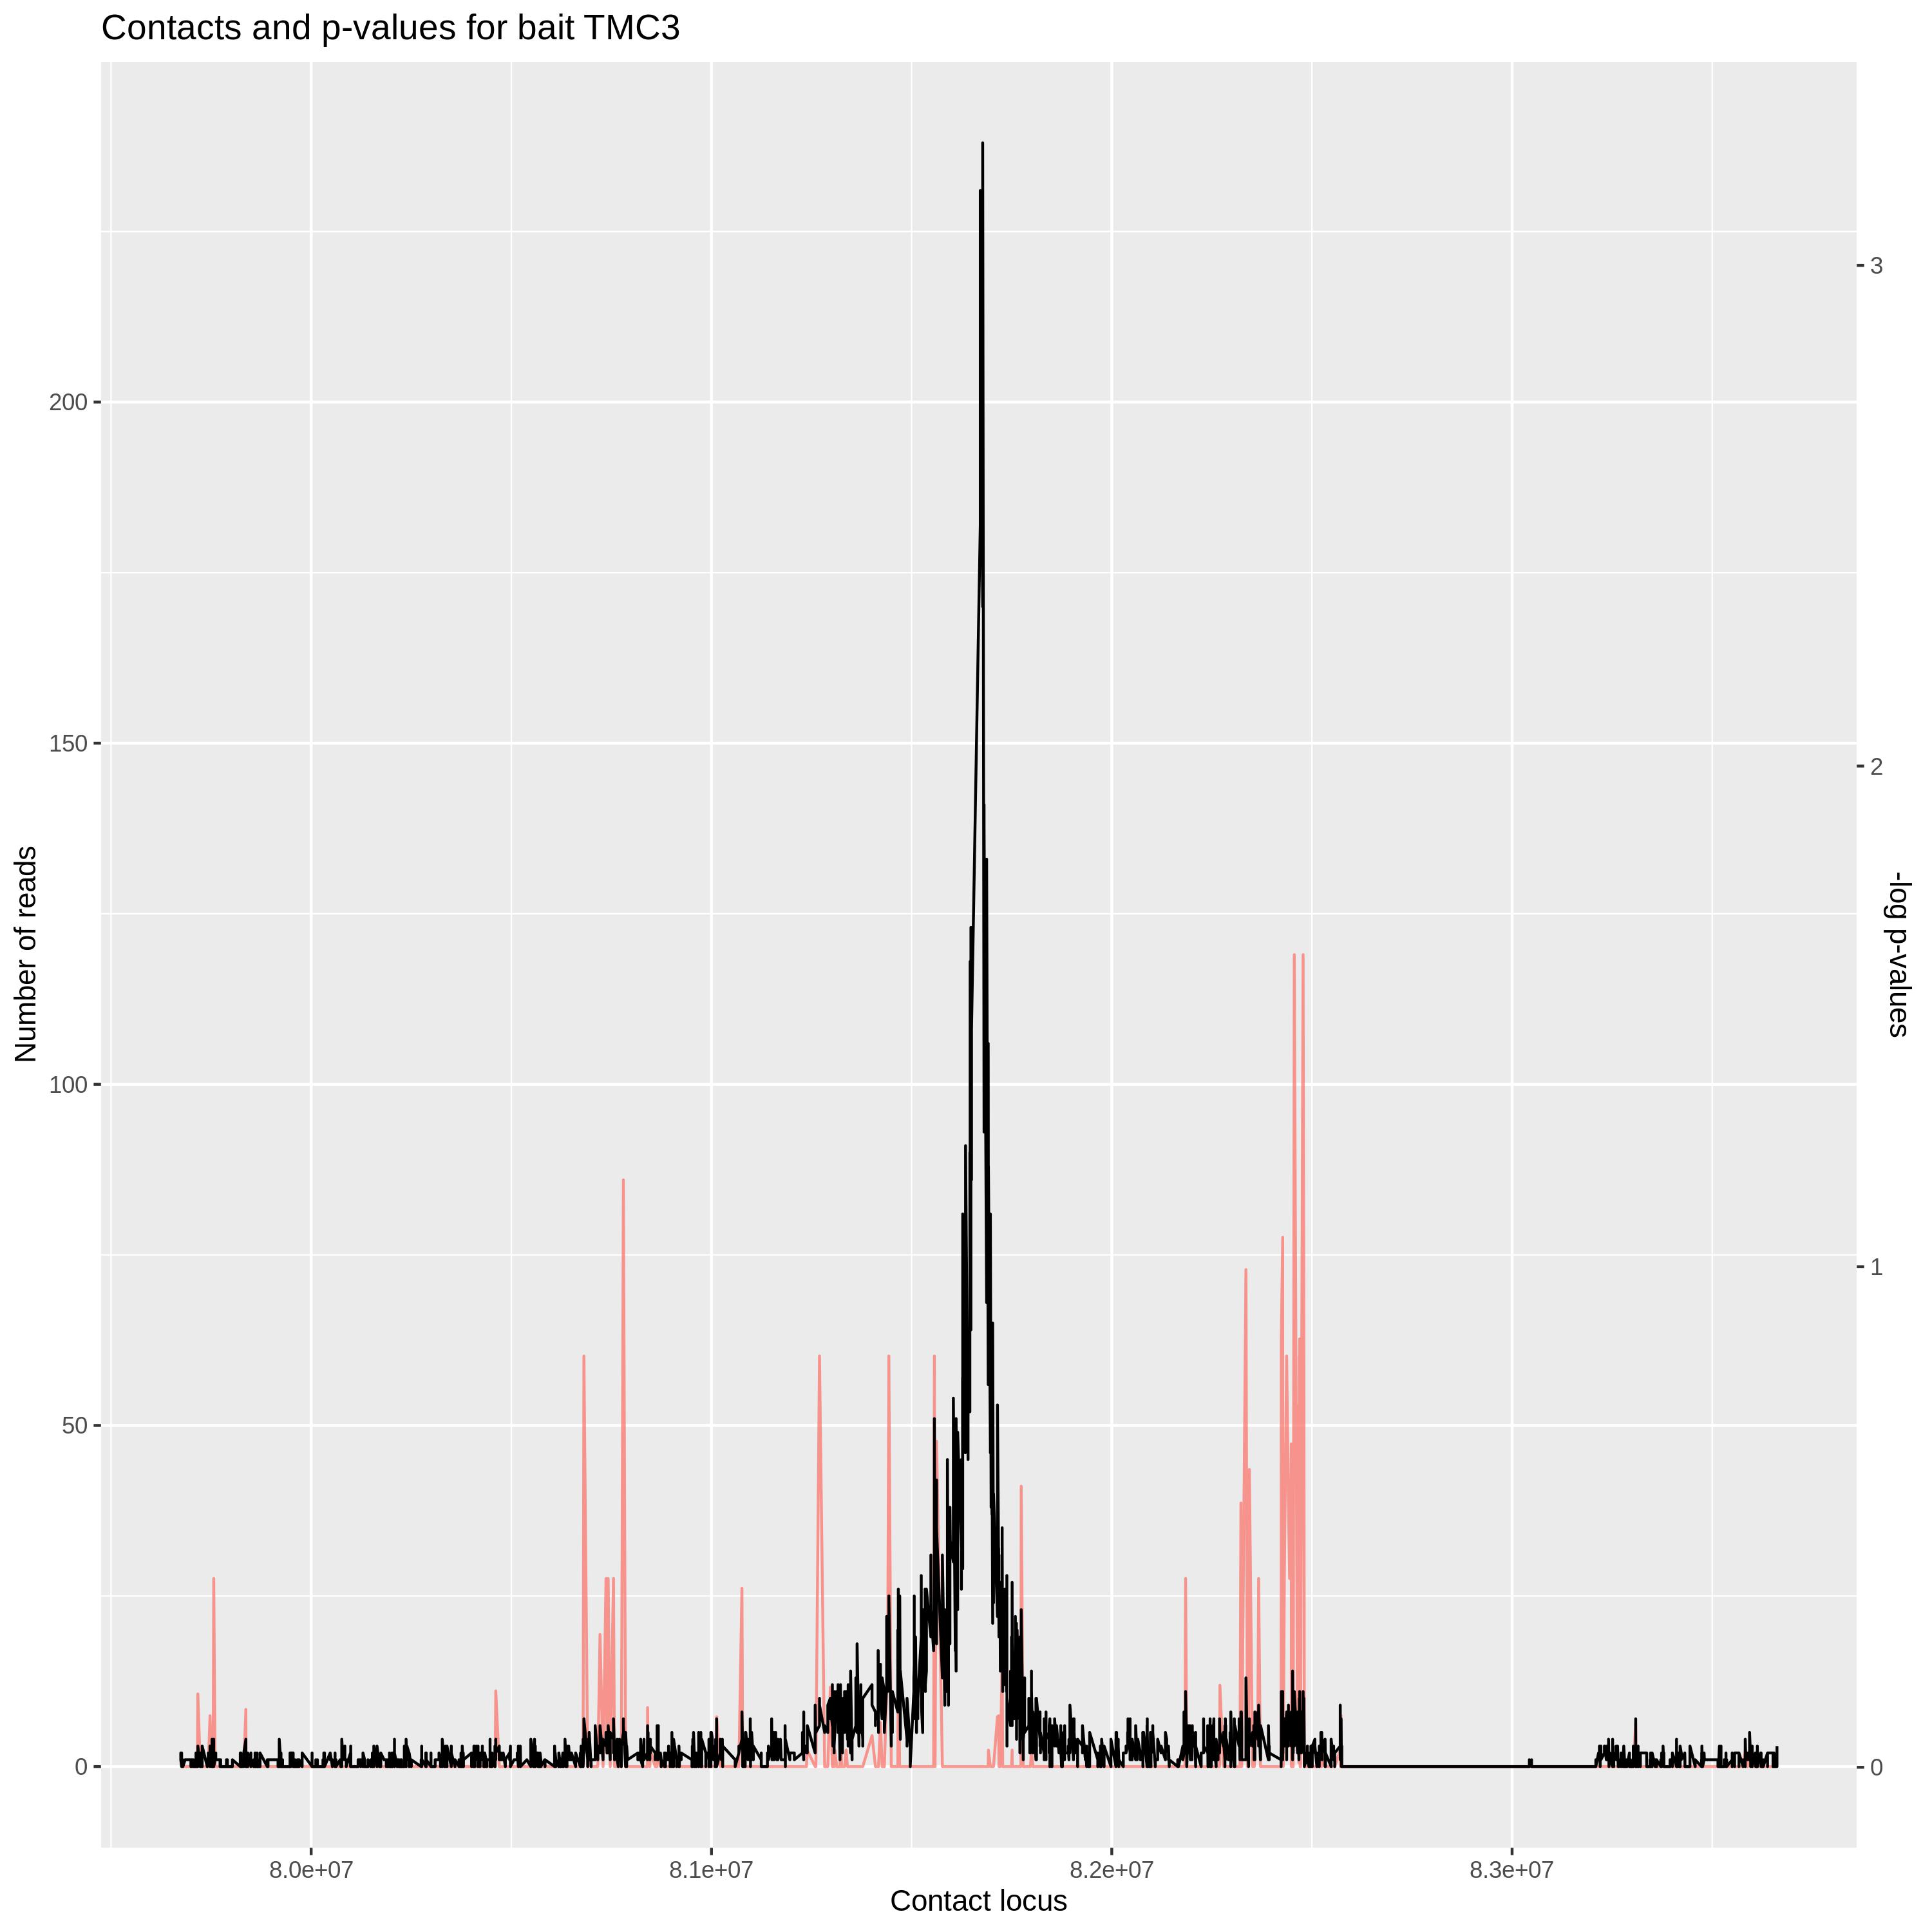 Contacts and p-values for bait TMC3
200
150
100
50
0
3
2
1
0
Number of reads
-log p-values
8.0e+07
8.1e+07
8.2e+07
8.3e+07
Contact locus